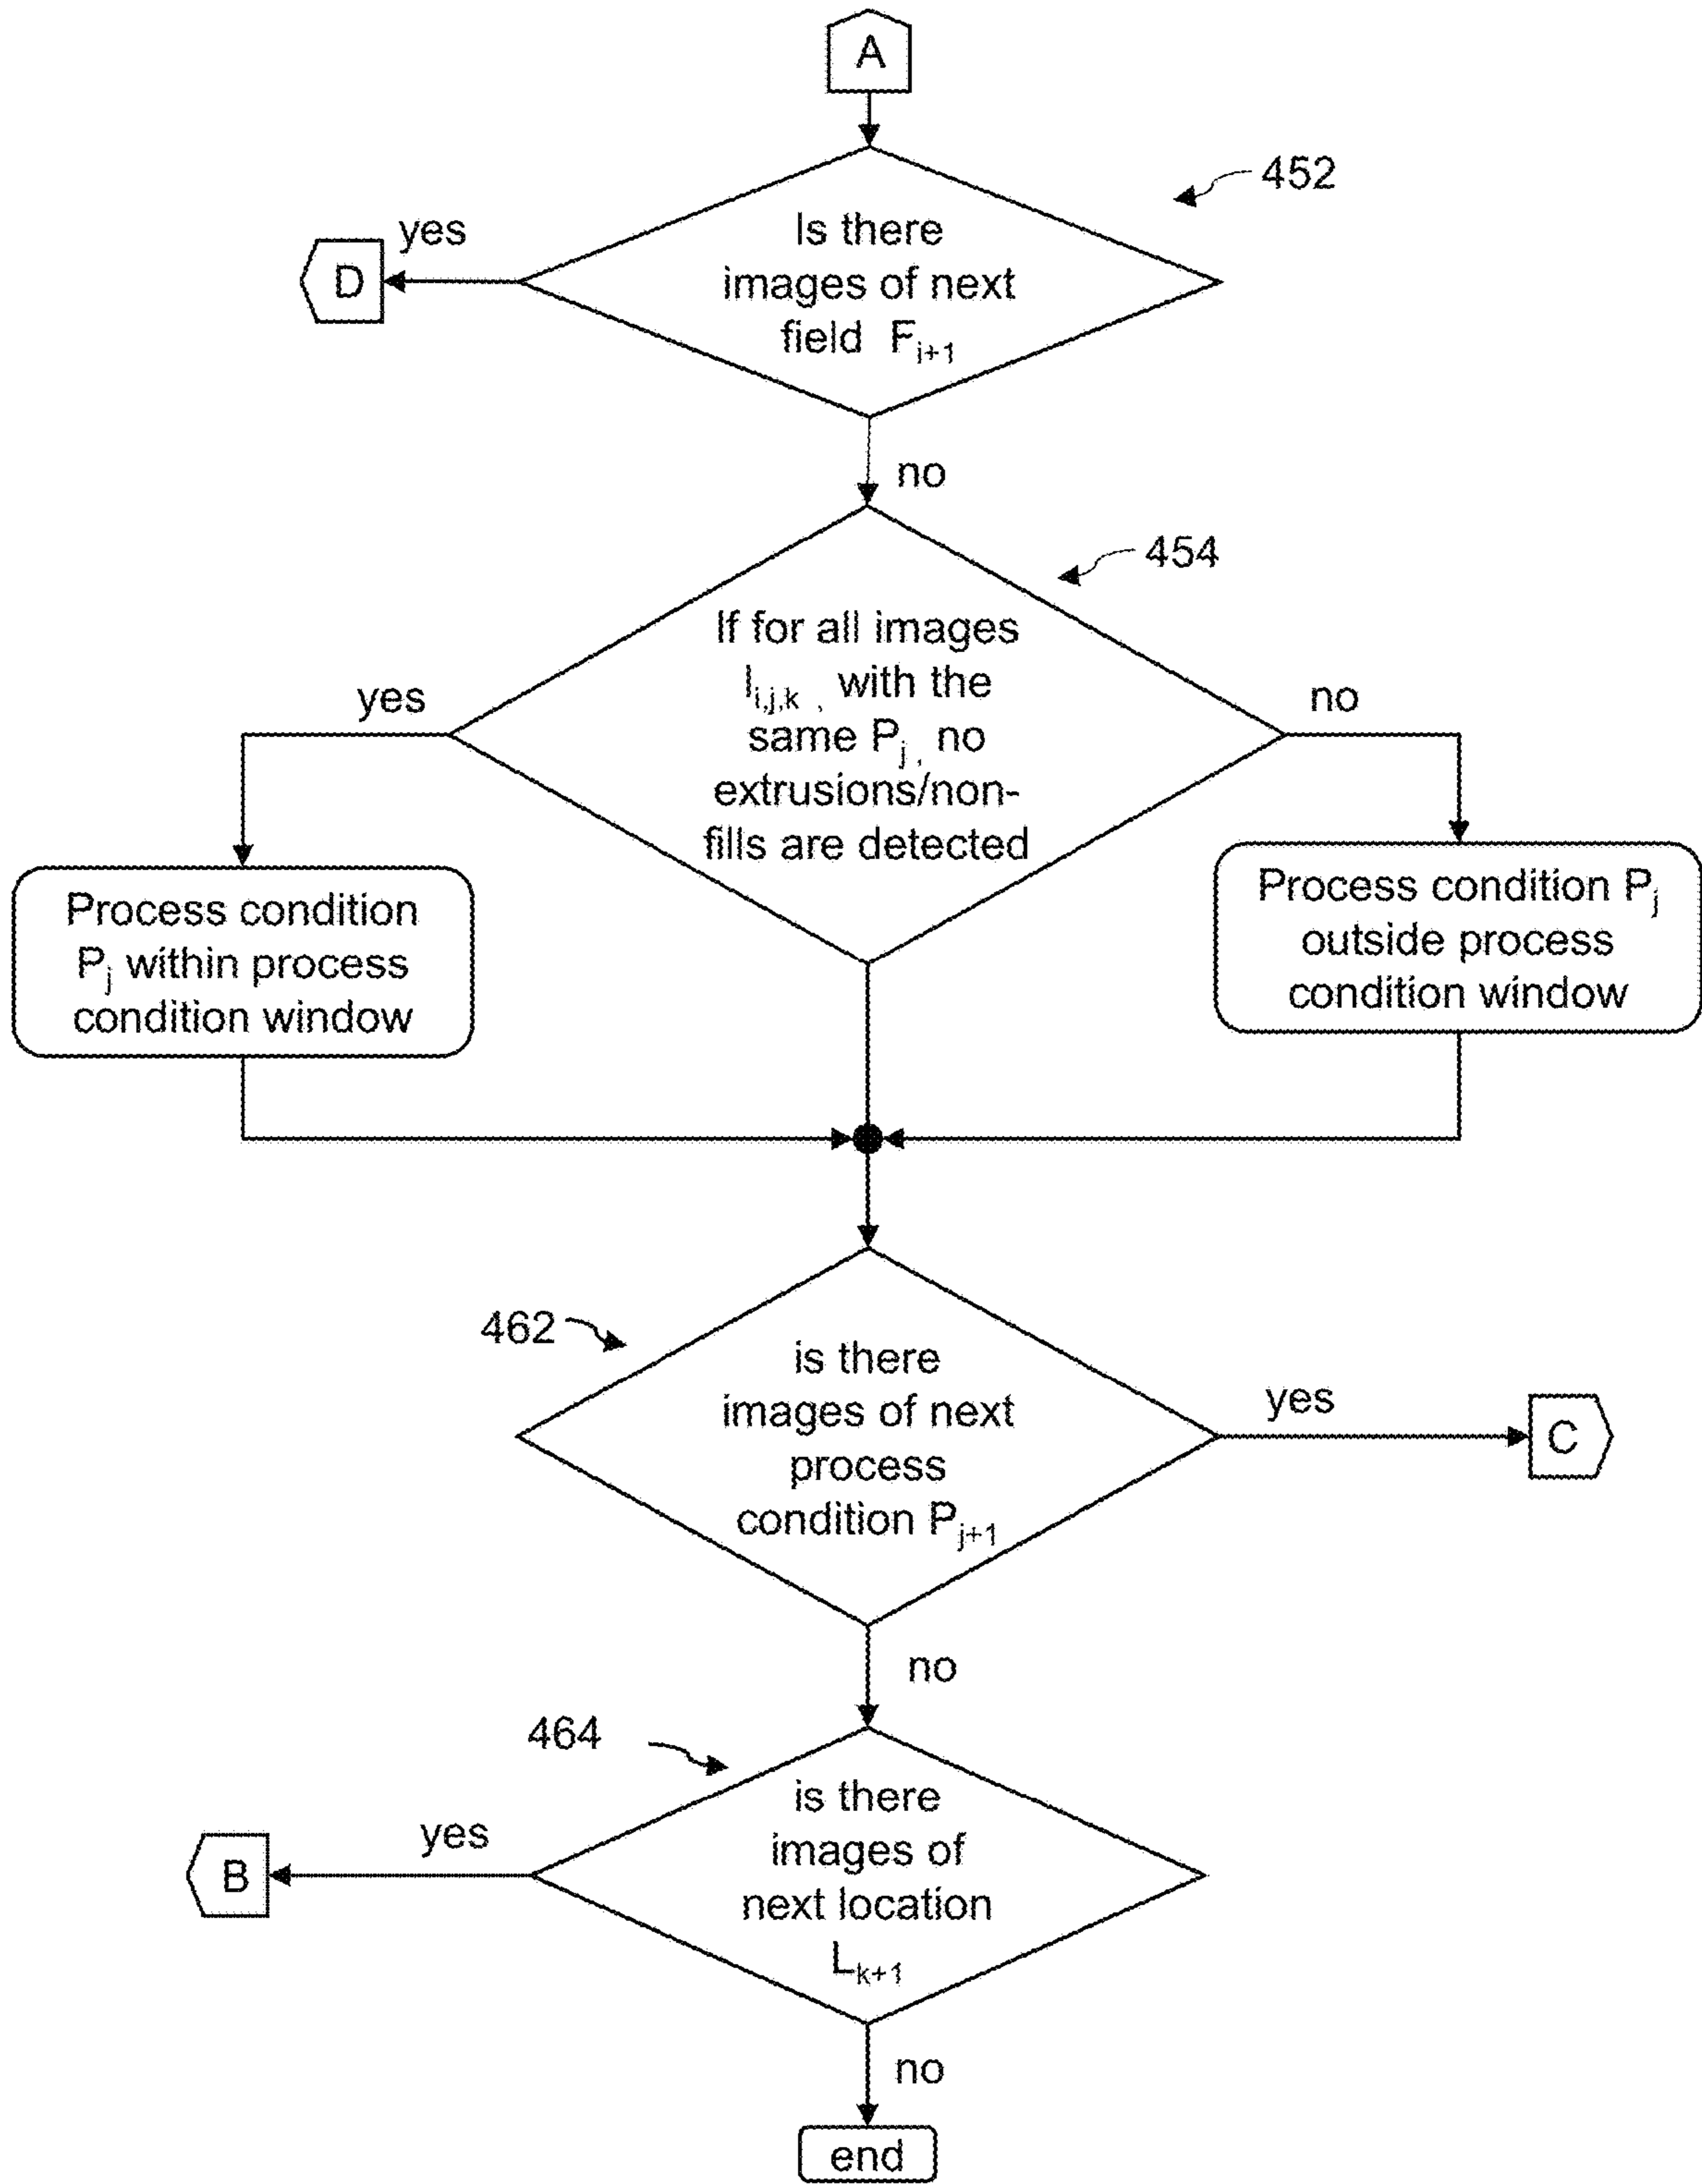 A
452
Is there
images of next
field F_{i+1}
yes
D
no
454
If for all images
I_{i,j,k}, with the
same P_j, no
extrusions/non-
fills are detected
yes
no
Process condition
P_j within process
condition window
Process condition P_j
outside process
condition window
462
is there
images of next
process
condition P_{j+1}
yes
C
no
464
is there
images of
next location
L_{k+1}
yes
B
no
end